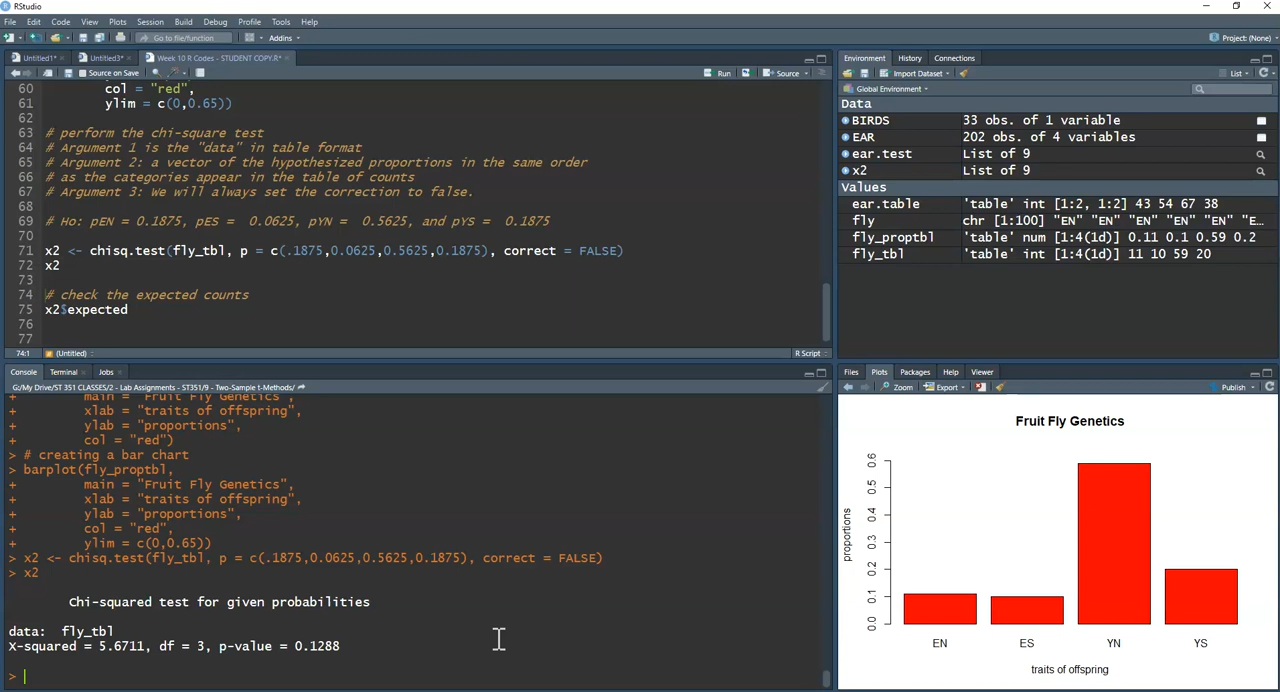 RStudio
File Edit Code View Plots Session Build Debug Profile Tools Help
Go to file/function Addins Project: (None)
Untitled1* Untitled3* Week 10 R Codes - STUDENT COPY.R*
Source on Save Run Source
60 col = "red",
61 ylim = c(0,0.65))
62
63 # perform the chi-square test
64 # Argument 1 is the "data" in table format
65 # Argument 2: a vector of the hypothesized proportions in the same order
66 # as the categories appear in the table of counts
67 # Argument 3: We will always set the correction to false.
68
69 # Ho: pEN = 0.1875, pES = 0.0625, pYN = 0.5625, and pYS = 0.1875
70
71 x2 <- chisq.test(fly_tbl, p = c(.1875,0.0625,0.5625,0.1875), correct = FALSE)
72 x2
73
74 # check the expected counts
75 x2$expected
76
77
74:1 (Untitled) R Script
Console Terminal Jobs
G:/My Drive/ST 351 CLASSES/2 - Lab Assignments - ST351/9 - Two-Sample t-Methods/
+ main = "Fruit Fly Genetics",
+ xlab = "traits of offspring",
+ ylab = "proportions",
+ col = "red")
> # creating a bar chart
> barplot(fly_proptbl,
+ main = "Fruit Fly Genetics",
+ xlab = "traits of offspring",
+ ylab = "proportions",
+ col = "red",
+ ylim = c(0,0.65))
> x2 <- chisq.test(fly_tbl, p = c(.1875,0.0625,0.5625,0.1875), correct = FALSE)
> x2
Chi-squared test for given probabilities
data: fly_tbl
X-squared = 5.6711, df = 3, p-value = 0.1288
>
Environment History Connections
Import Dataset List
Global Environment
Data
BIRDS 33 obs. of 1 variable
EAR 202 obs. of 4 variables
ear.test List of 9
x2 List of 9
Values
ear.table 'table' int [1:2, 1:2] 43 54 67 38
fly chr [1:100] "EN" "EN" "EN" "EN" "EN" "E…
fly_proptbl 'table' num [1:4(1d)] 0.11 0.1 0.59 0.2
fly_tbl 'table' int [1:4(1d)] 11 10 59 20
Files Plots Packages Help Viewer
Zoom Export Publish
Fruit Fly Genetics
proportions
0.6
0.5
0.4
0.3
0.2
0.1
0.0
EN ES YN YS
traits of offspring